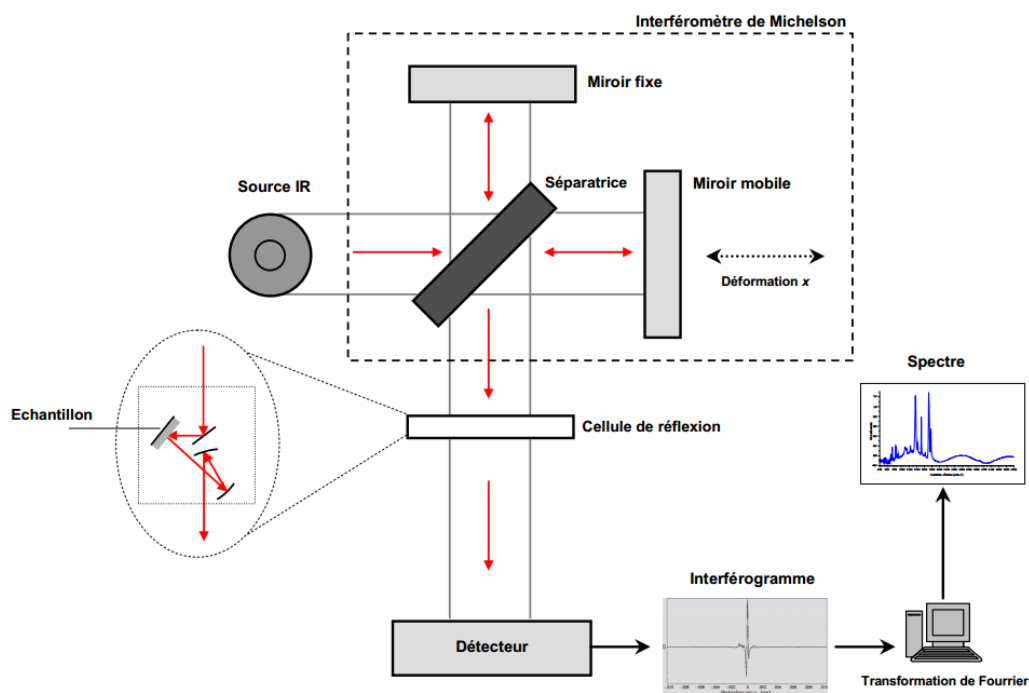 Interféromètre de Michelson
Miroir fixe
Source IR
Séparatrice
Miroir mobile
Déformation x
Spectre
Echantillon
Cellule de réflexion
Interférogramme
Détecteur
Transformation de Fourrier